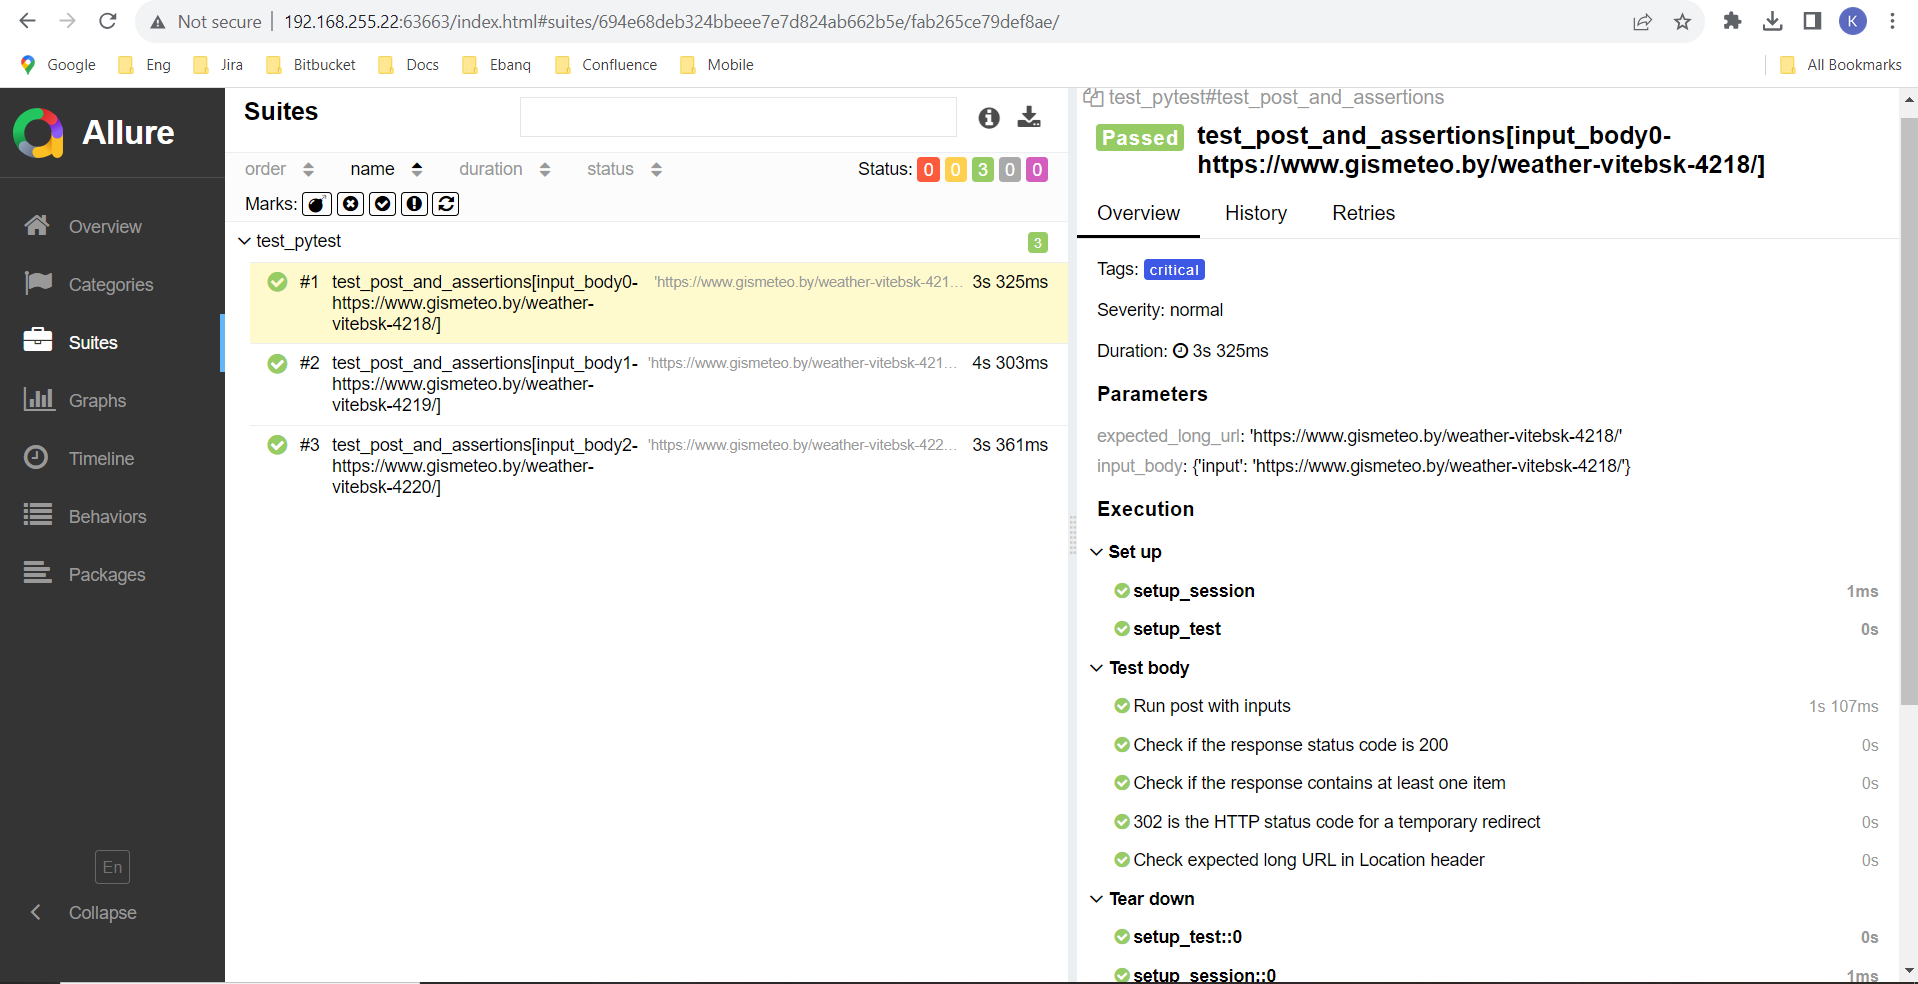 Not secure
192.168.255.22:63663/index.html#suites/694e68deb324bbeee7e7d824ab662b5e/fab265ce79def8ae/
K
Google
Eng
Jira
Bitbucket
Docs
Ebanq
Confluence
Mobile
All Bookmarks
Allure
Overview
Categories
Suites
Graphs
Timeline
Behaviors
Packages
En
Collapse
Suites
order
name
duration
status
Status: 0 0 3 0 0
Marks:
test_pytest
3
#1 test_post_and_assertions[input_body0- 'https://www.gismeteo.by/weather-vitebsk-421... 3s 325ms
https://www.gismeteo.by/weather-
vitebsk-4218/]
#2 test_post_and_assertions[input_body1- 'https://www.gismeteo.by/weather-vitebsk-421... 4s 303ms
https://www.gismeteo.by/weather-
vitebsk-4219/]
#3 test_post_and_assertions[input_body2- 'https://www.gismeteo.by/weather-vitebsk-422... 3s 361ms
https://www.gismeteo.by/weather-
vitebsk-4220/]
test_pytest#test_post_and_assertions
Passed test_post_and_assertions[input_body0-
https://www.gismeteo.by/weather-vitebsk-4218/]
Overview History Retries
Tags: critical
Severity: normal
Duration: 3s 325ms
Parameters
expected_long_url: 'https://www.gismeteo.by/weather-vitebsk-4218/'
input_body: {'input': 'https://www.gismeteo.by/weather-vitebsk-4218/'}
Execution
Set up
setup_session 1ms
setup_test 0s
Test body
Run post with inputs 1s 107ms
Check if the response status code is 200 0s
Check if the response contains at least one item 0s
302 is the HTTP status code for a temporary redirect 0s
Check expected long URL in Location header 0s
Tear down
setup_test::0 0s
setup_session::0 1ms